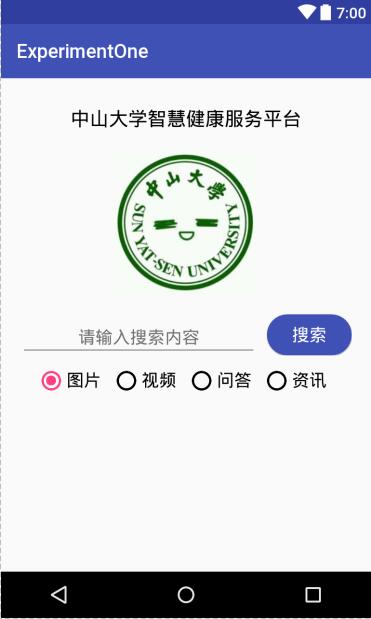 7:00
ExperimentOne
中山大学智慧健康服务平台
中山大學
SUN YAT-SEN UNIVERSITY
请输入搜索内容 搜索
图片 视频 问答 资讯